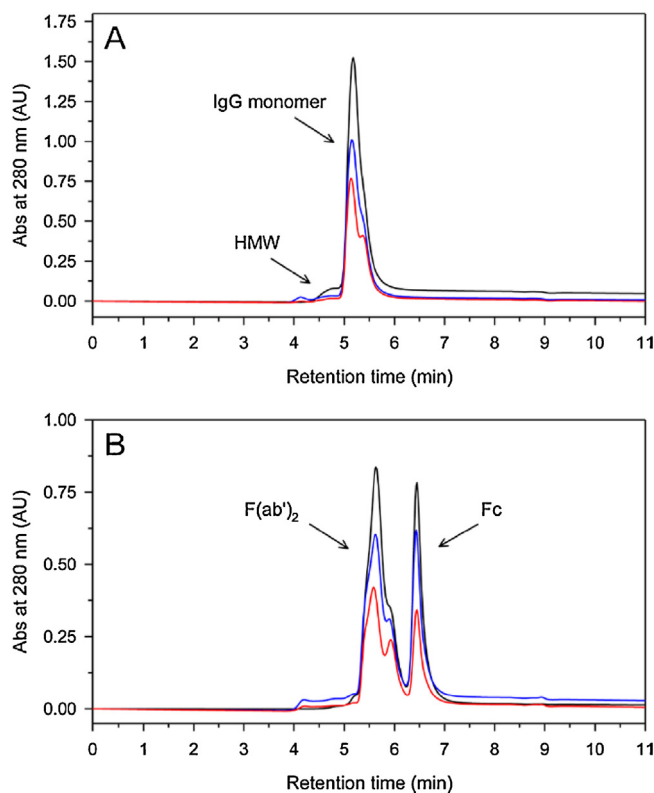 A
Abs at 280 nm (AU)
1.75
1.50
1.25
1.00
0.75
0.50
0.25
0.00
IgG monomer
HMW
0 1 2 3 4 5 6 7 8 9 10 11
Retention time (min)
B
Abs at 280 nm (AU)
1.00
0.75
0.50
0.25
0.00
F(ab')₂
Fc
0 1 2 3 4 5 6 7 8 9 10 11
Retention time (min)